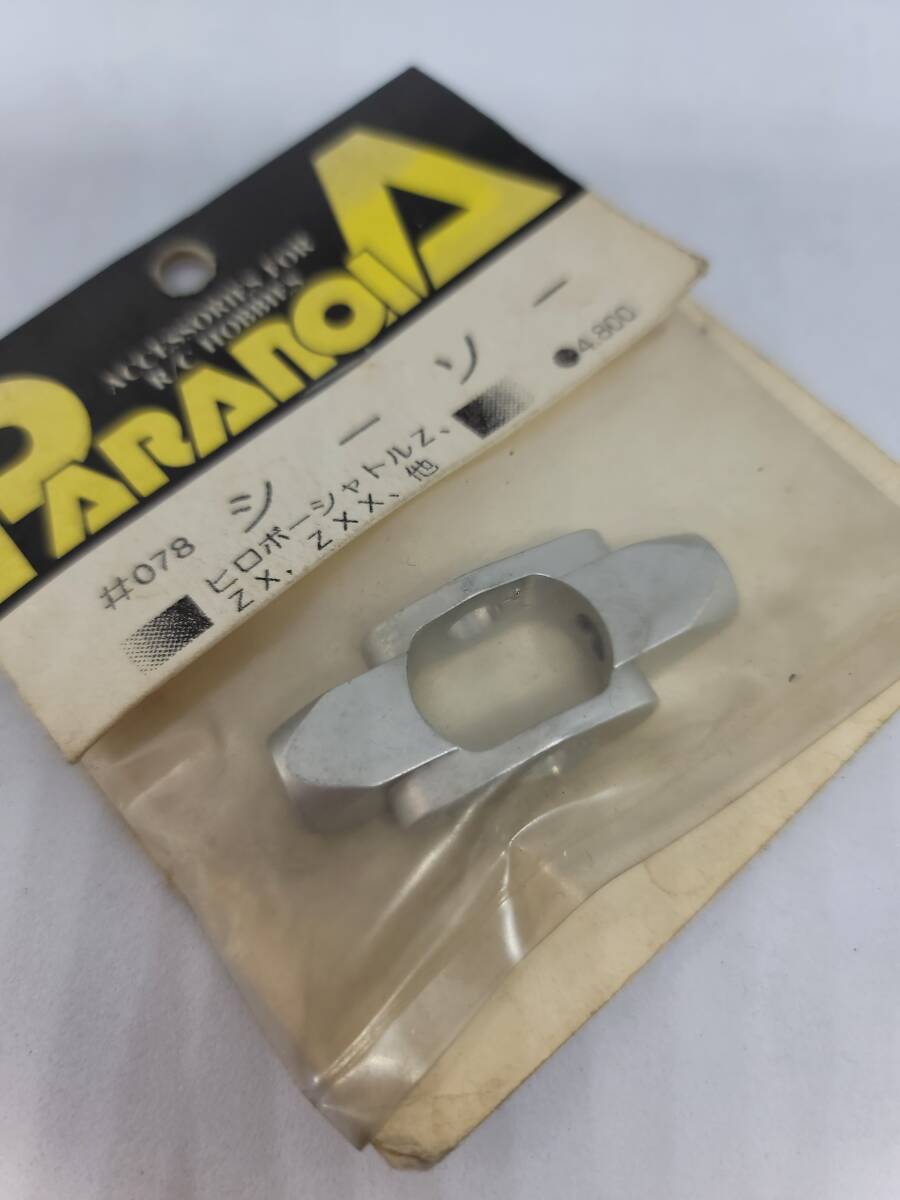 ACCESSORIES FOR
R/C HOBBIES
PARANOIA
#078 シーソー ●4,800
ヒロボーシャトルZ、
ZX、ZXX、他